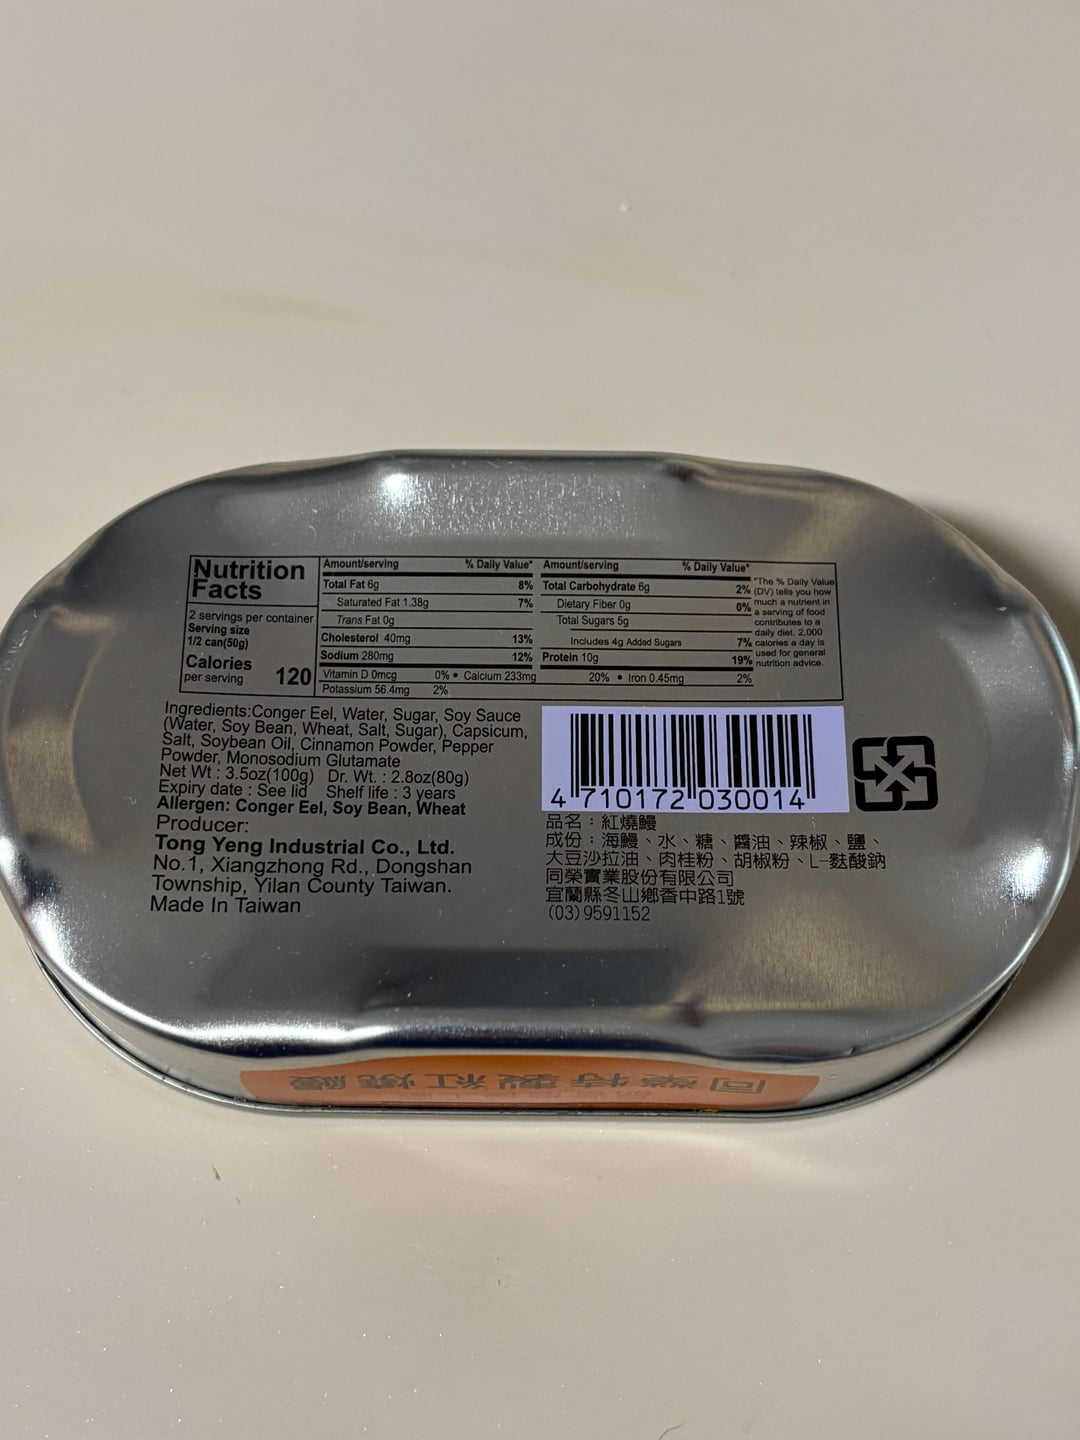 Nutrition
Facts
2 servings per container
Serving size
1/2 can(50g)
Calories
per serving 120
Amount/serving % Daily Value*
Total Fat 6g 8%
Saturated Fat 1.38g 7%
Trans Fat 0g
Cholesterol 40mg 13%
Sodium 280mg 12%
Amount/serving % Daily Value*
Total Carbohydrate 6g 2%
Dietary Fiber 0g 0%
Total Sugars 5g
Includes 4g Added Sugars 7%
Protein 10g 19%
Vitamin D 0mcg 0% • Calcium 233mg 20% • Iron 0.45mg 2%
Potassium 56.4mg 2%
*The % Daily Value
(DV) tells you how
much a nutrient in
a serving of food
contributes to a
daily diet. 2,000
calories a day is
used for general
nutrition advice.
Ingredients:Conger Eel, Water, Sugar, Soy Sauce
(Water, Soy Bean, Wheat, Salt, Sugar), Capsicum,
Salt, Soybean Oil, Cinnamon Powder, Pepper
Powder, Monosodium Glutamate
Net Wt : 3.5oz(100g) Dr. Wt. : 2.8oz(80g)
Expiry date : See lid Shelf life : 3 years
Allergen: Conger Eel, Soy Bean, Wheat
Producer:
Tong Yeng Industrial Co., Ltd.
No.1, Xiangzhong Rd., Dongshan
Township, Yilan County Taiwan.
Made In Taiwan
4 710172 030014
品名：紅燒鰻
成份：海鰻、水、糖、醬油、辣椒、鹽、
大豆沙拉油、肉桂粉、胡椒粉、L-麩酸鈉
同榮實業股份有限公司
宜蘭縣冬山鄉香中路1號
(03)9591152
同榮特製紅燒鰻